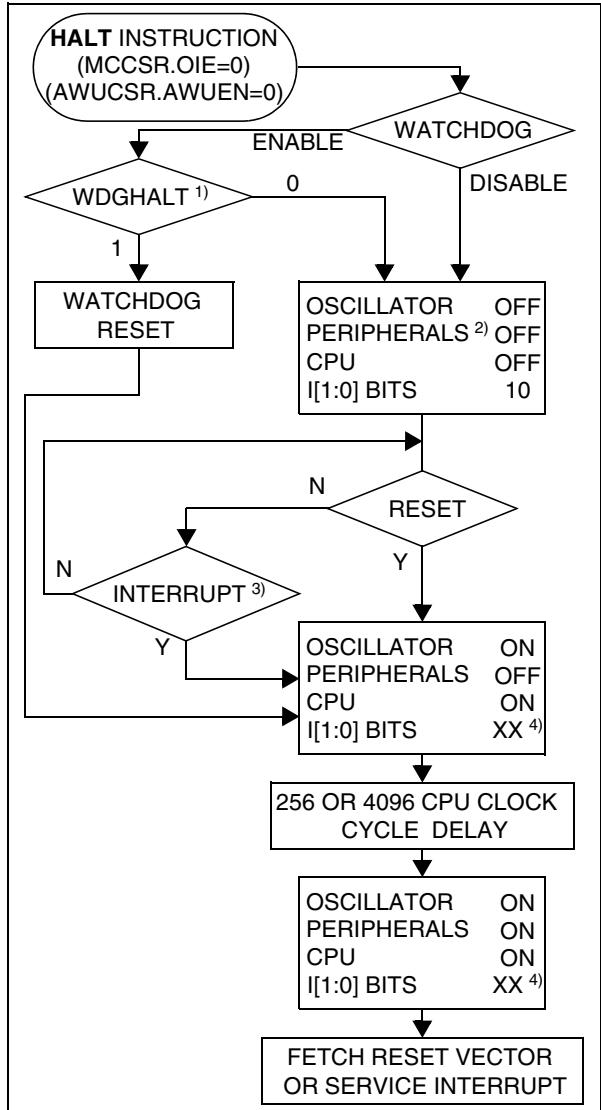 HALT INSTRUCTION
(MCCSR.OIE=0)
(AWUCSR.AWUEN=0)
WATCHDOG
ENABLE
DISABLE
WDGHALT 1)
0
1
WATCHDOG
RESET
OSCILLATOR OFF
PERIPHERALS 2) OFF
CPU OFF
I[1:0] BITS 10
N
RESET
Y
N
INTERRUPT 3)
Y
OSCILLATOR ON
PERIPHERALS OFF
CPU ON
I[1:0] BITS XX 4)
256 OR 4096 CPU CLOCK
CYCLE DELAY
OSCILLATOR ON
PERIPHERALS ON
CPU ON
I[1:0] BITS XX 4)
FETCH RESET VECTOR
OR SERVICE INTERRUPT